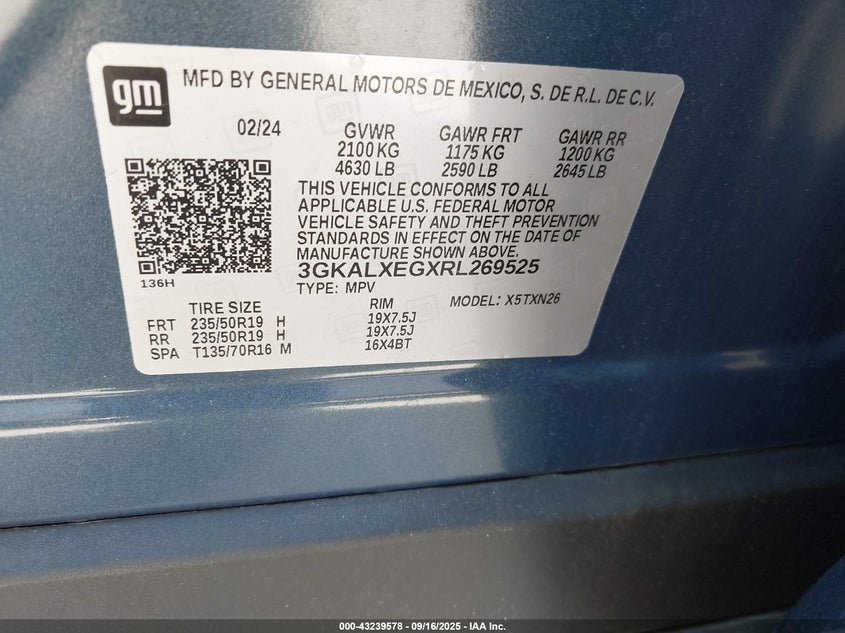 gm
MFD BY GENERAL MOTORS DE MEXICO, S. DE R.L. DE C.V.
02/24 GVWR GAWR FRT GAWR RR
2100 KG 1175 KG 1200 KG
4630 LB 2590 LB 2645 LB
THIS VEHICLE CONFORMS TO ALL
APPLICABLE U.S. FEDERAL MOTOR
VEHICLE SAFETY AND THEFT PREVENTION
STANDARDS IN EFFECT ON THE DATE OF
MANUFACTURE SHOWN ABOVE.
136H
3GKALXEGXRL269525
TYPE: MPV MODEL: X5TXN26
TIRE SIZE RIM
FRT 235/50R19 H 19X7.5J
RR 235/50R19 H 19X7.5J
SPA T135/70R16 M 16X4BT
000-43239578 - 09/16/2025 - IAA Inc.